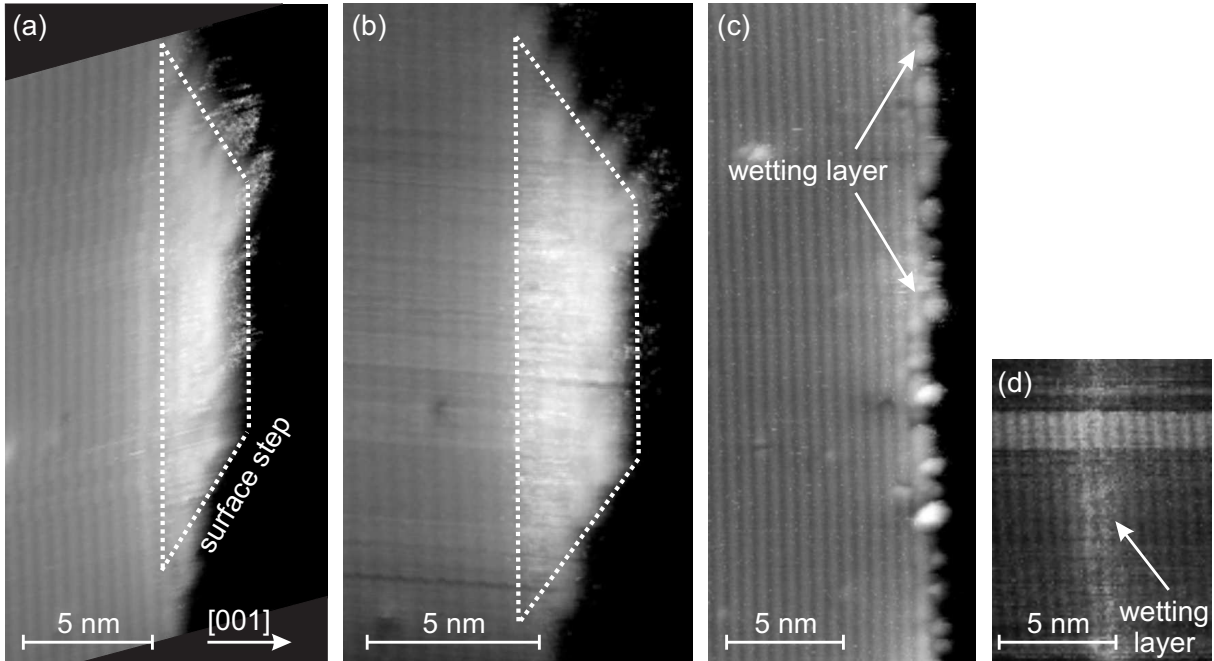 (a)
surface step
5 nm
[001]
(b)
5 nm
(c)
wetting layer
5 nm
(d)
5 nm
wetting
layer